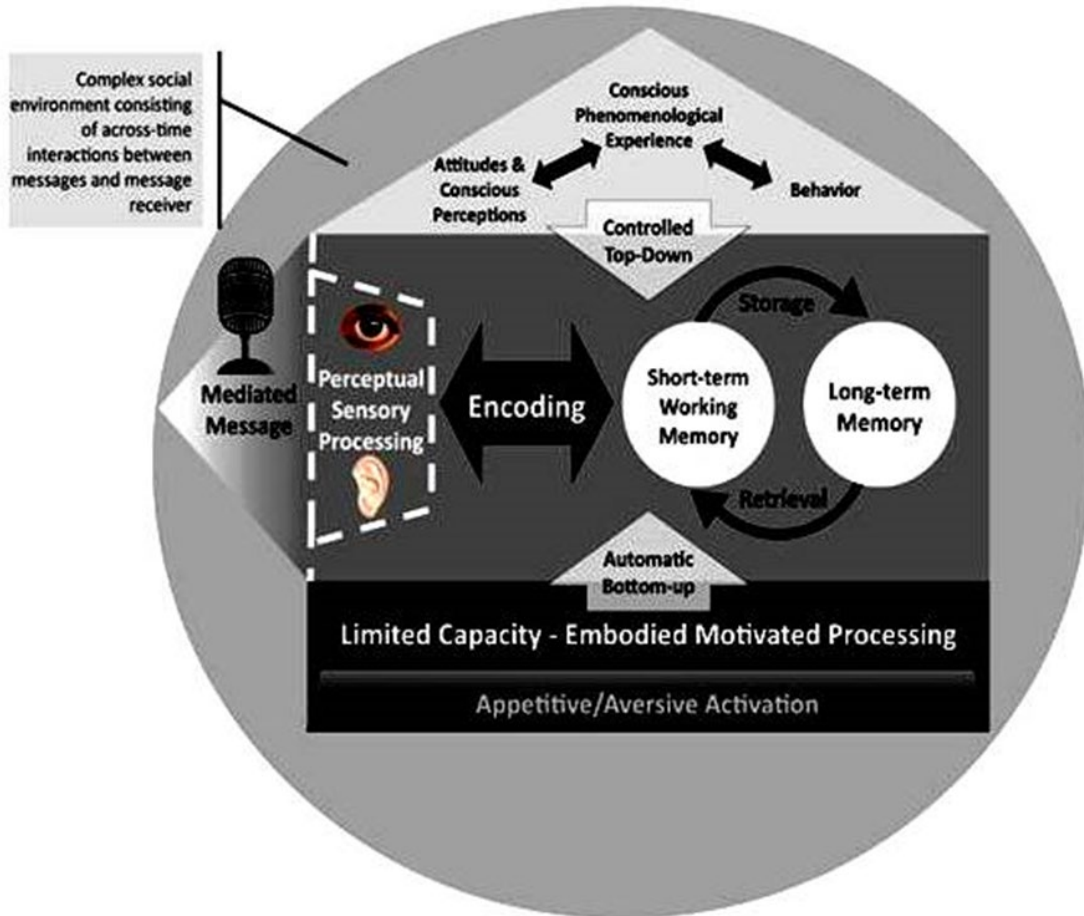 Complex social
environment consisting
of across-time
interactions between
messages and message
receiver
Conscious
Phenomenological
Experience
Attitudes &
Conscious
Perceptions
Behavior
Controlled
Top-Down
Mediated
Message
Perceptual
Sensory
Processing
Encoding
Storage
Short-term
Working
Memory
Long-term
Memory
Retrieval
Automatic
Bottom-up
Limited Capacity - Embodied Motivated Processing
Appetitive/Aversive Activation